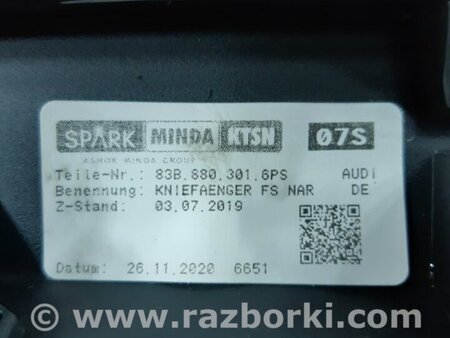 SPARK MINDA KTSN 07S
ASHOK MINDA GROUP
Teile-Nr.: 83B.880.301.6PS AUDI
Benennung: KNIEFAENGER FS NAR DE
Z-Stand: 03.07.2019
Datum: 26.11.2020 6651
© www.razborki.com